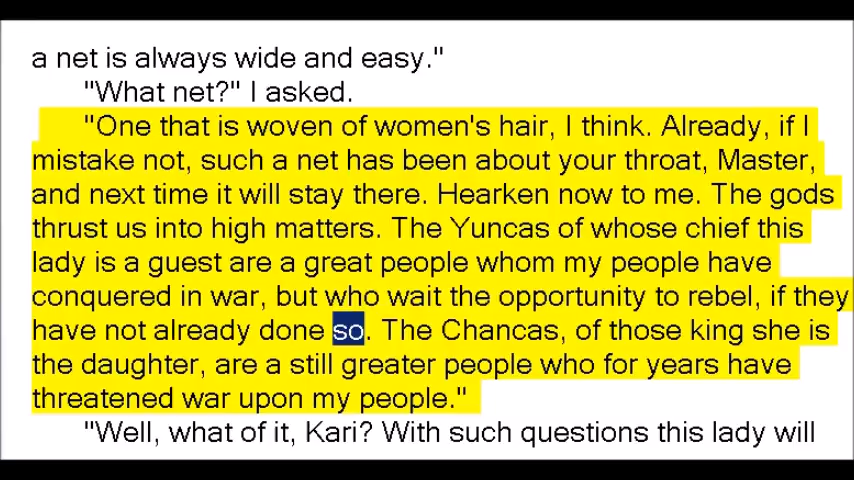 a net is always wide and easy."
"What net?" I asked.
"One that is woven of women's hair, I think. Already, if I
mistake not, such a net has been about your throat, Master,
and next time it will stay there. Hearken now to me. The gods
thrust us into high matters. The Yuncas of whose chief this
lady is a guest are a great people whom my people have
conquered in war, but who wait the opportunity to rebel, if they
have not already done so. The Chancas, of those king she is
the daughter, are a still greater people who for years have
threatened war upon my people."
"Well, what of it, Kari? With such questions this lady will